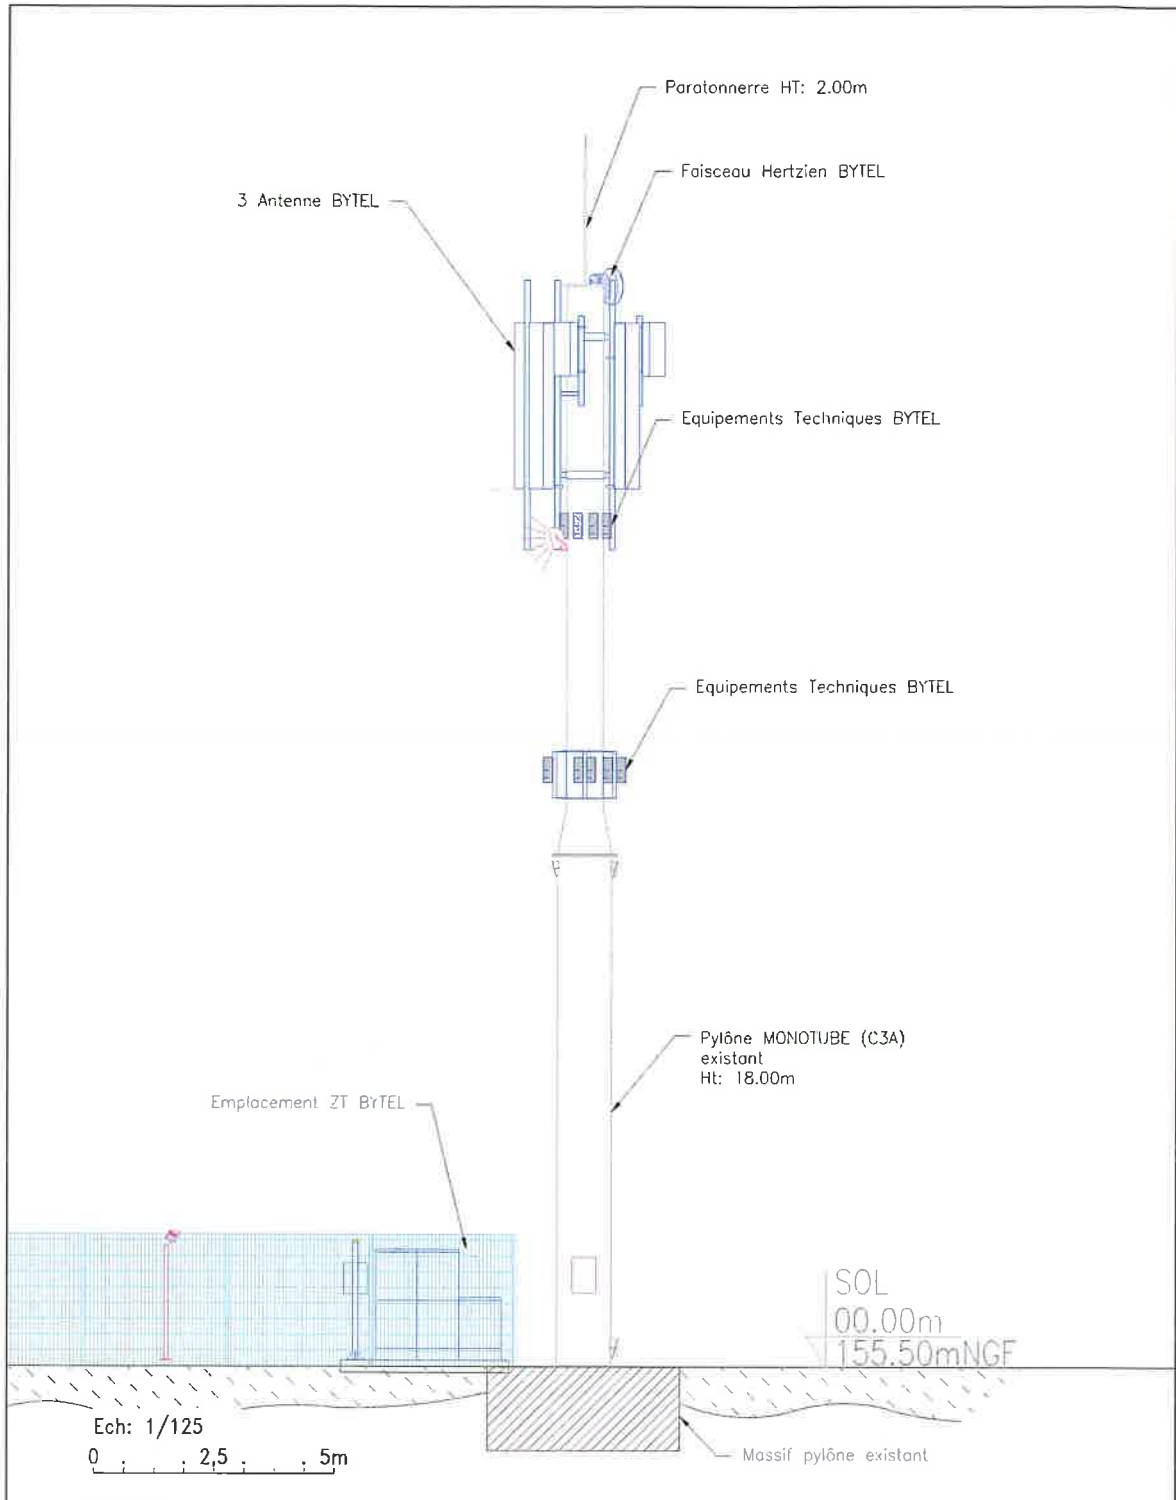 Paratonnerre HT: 2.00m
Faisceau Hertzien BYTEL
3 Antenne BYTEL
Equipements Techniques BYTEL
Equipements Techniques BYTEL
Pylône MONOTUBE (C3A)
existant
Ht: 18.00m
Emplacement ZT BYTEL
SOL
00.00m
155.50mNGF
Ech: 1/125
0 2,5 5m
Massif pylône existant